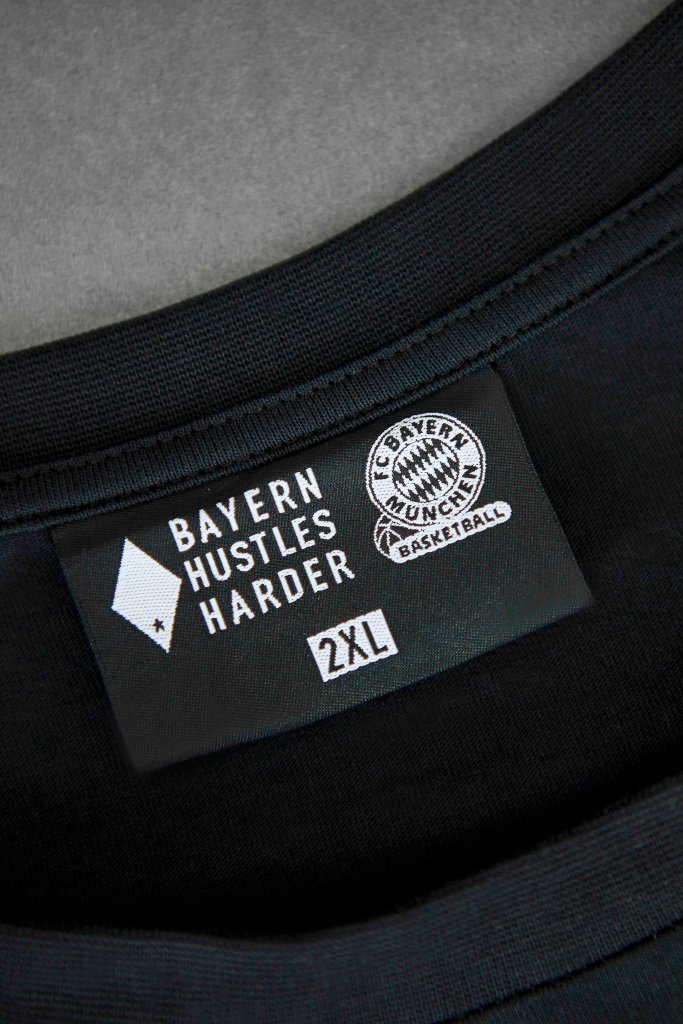 BAYERN
HUSTLES
HARDER
FC BAYERN
MÜNCHEN
BASKETBALL
2XL